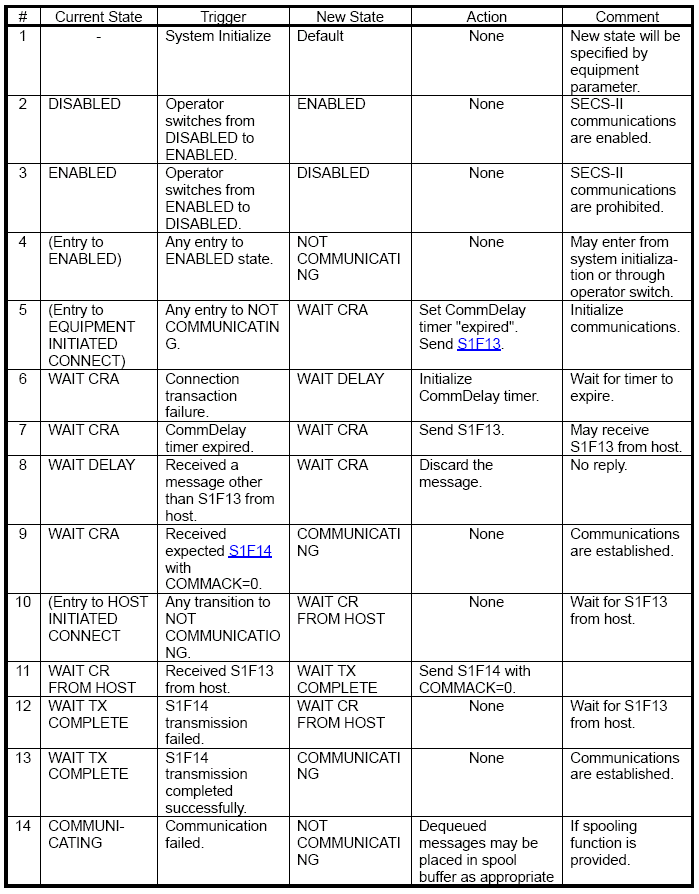 # Current State Trigger New State Action Comment
1 - System Initialize Default None New state will be
specified by
equipment
parameter.
2 DISABLED Operator ENABLED None SECS-II
switches from communications
DISABLED to are enabled.
ENABLED.
3 ENABLED Operator DISABLED None SECS-II
switches from communications
ENABLED to are prohibited.
DISABLED.
4 (Entry to Any entry to NOT None May enter from
ENABLED) ENABLED state. COMMUNICATI system initializa-
NG tion or through
operator switch.
5 (Entry to Any entry to NOT WAIT CRA Set CommDelay Initialize
EQUIPMENT COMMUNICATIN timer "expired". communications.
INITIATED G. Send S1F13.
CONNECT)
6 WAIT CRA Connection WAIT DELAY Initialize Wait for timer to
transaction CommDelay timer. expire.
failure.
7 WAIT CRA CommDelay WAIT CRA Send S1F13. May receive
timer expired. S1F13 from host.
8 WAIT DELAY Received a WAIT CRA Discard the No reply.
message other message.
than S1F13 from
host.
9 WAIT CRA Received COMMUNICATI None Communications
expected S1F14 NG are established.
with
COMMACK=0.
10 (Entry to HOST Any transition to WAIT CR None Wait for S1F13
INITIATED NOT FROM HOST from host.
CONNECT COMMUNICATIO
NG.
11 WAIT CR Received S1F13 WAIT TX Send S1F14 with
FROM HOST from host. COMPLETE COMMACK=0.
12 WAIT TX S1F14 WAIT CR None Wait for S1F13
COMPLETE transmission FROM HOST from host.
failed.
13 WAIT TX S1F14 COMMUNICATI None Communications
COMPLETE transmission NG are established.
completed
successfully.
14 COMMUNI- Communication NOT Dequeued If spooling
CATING failed. COMMUNICATI messages may be function is
NG placed in spool provided.
buffer as appropriate